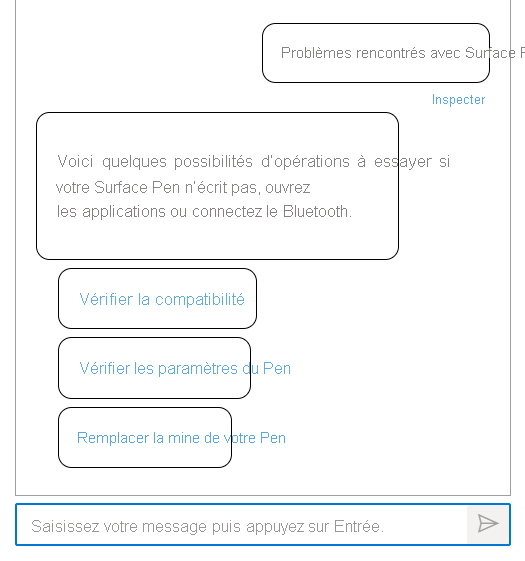 Problèmes rencontrés avec Surface
Inspecter
Voici quelques possibilités d'opérations à essayer si
votre Surface Pen n'écrit pas, ouvrez
les applications ou connectez le Bluetooth.
Vérifier la compatibilité
Vérifier les paramètres du Pen
Remplacer la mine de votre Pen
Saisissez votre message puis appuyez sur Entrée.